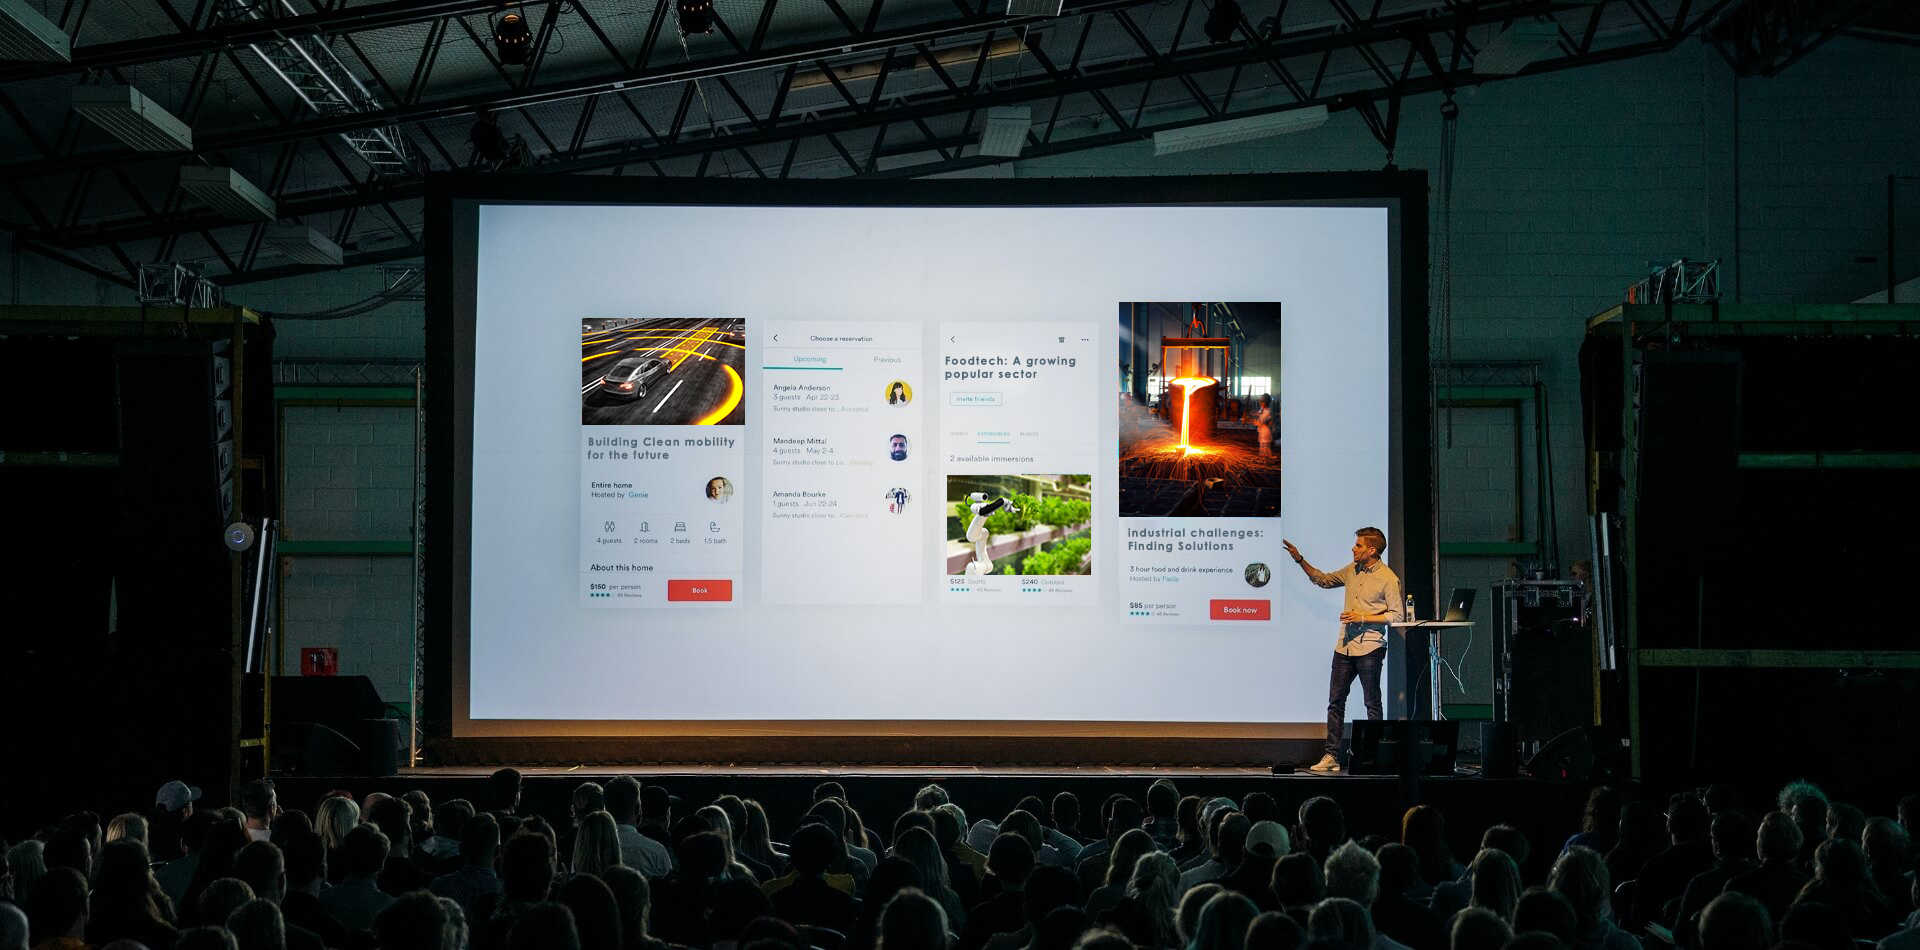 Building Clean mobility
for the future
Entire home
Hosted by Genie
4 guests 2 rooms 2 beds 1.5 bath
About this home
$150 per person
45 Reviews
Book
Choose a reservation
Upcoming Previous
Angela Anderson
3 guests Apr 22-23
Sunny studio close to... Accepted
Mandeep Mittal
4 guests May 2-4
Sunny studio close to Lo... Pending
Amanda Bourke
1 guests Jun 22-24
Sunny studio close to... Canceled
Foodtech: A growing
popular sector
Invite friends
HOMES EXPERIENCES PLACES
2 available immersions
$123 Sports
43 Reviews
$240 Outdoor
45 Reviews
Industrial challenges:
Finding Solutions
3 hour food and drink experience
Hosted by Paola
$85 per person
45 Reviews
Book now